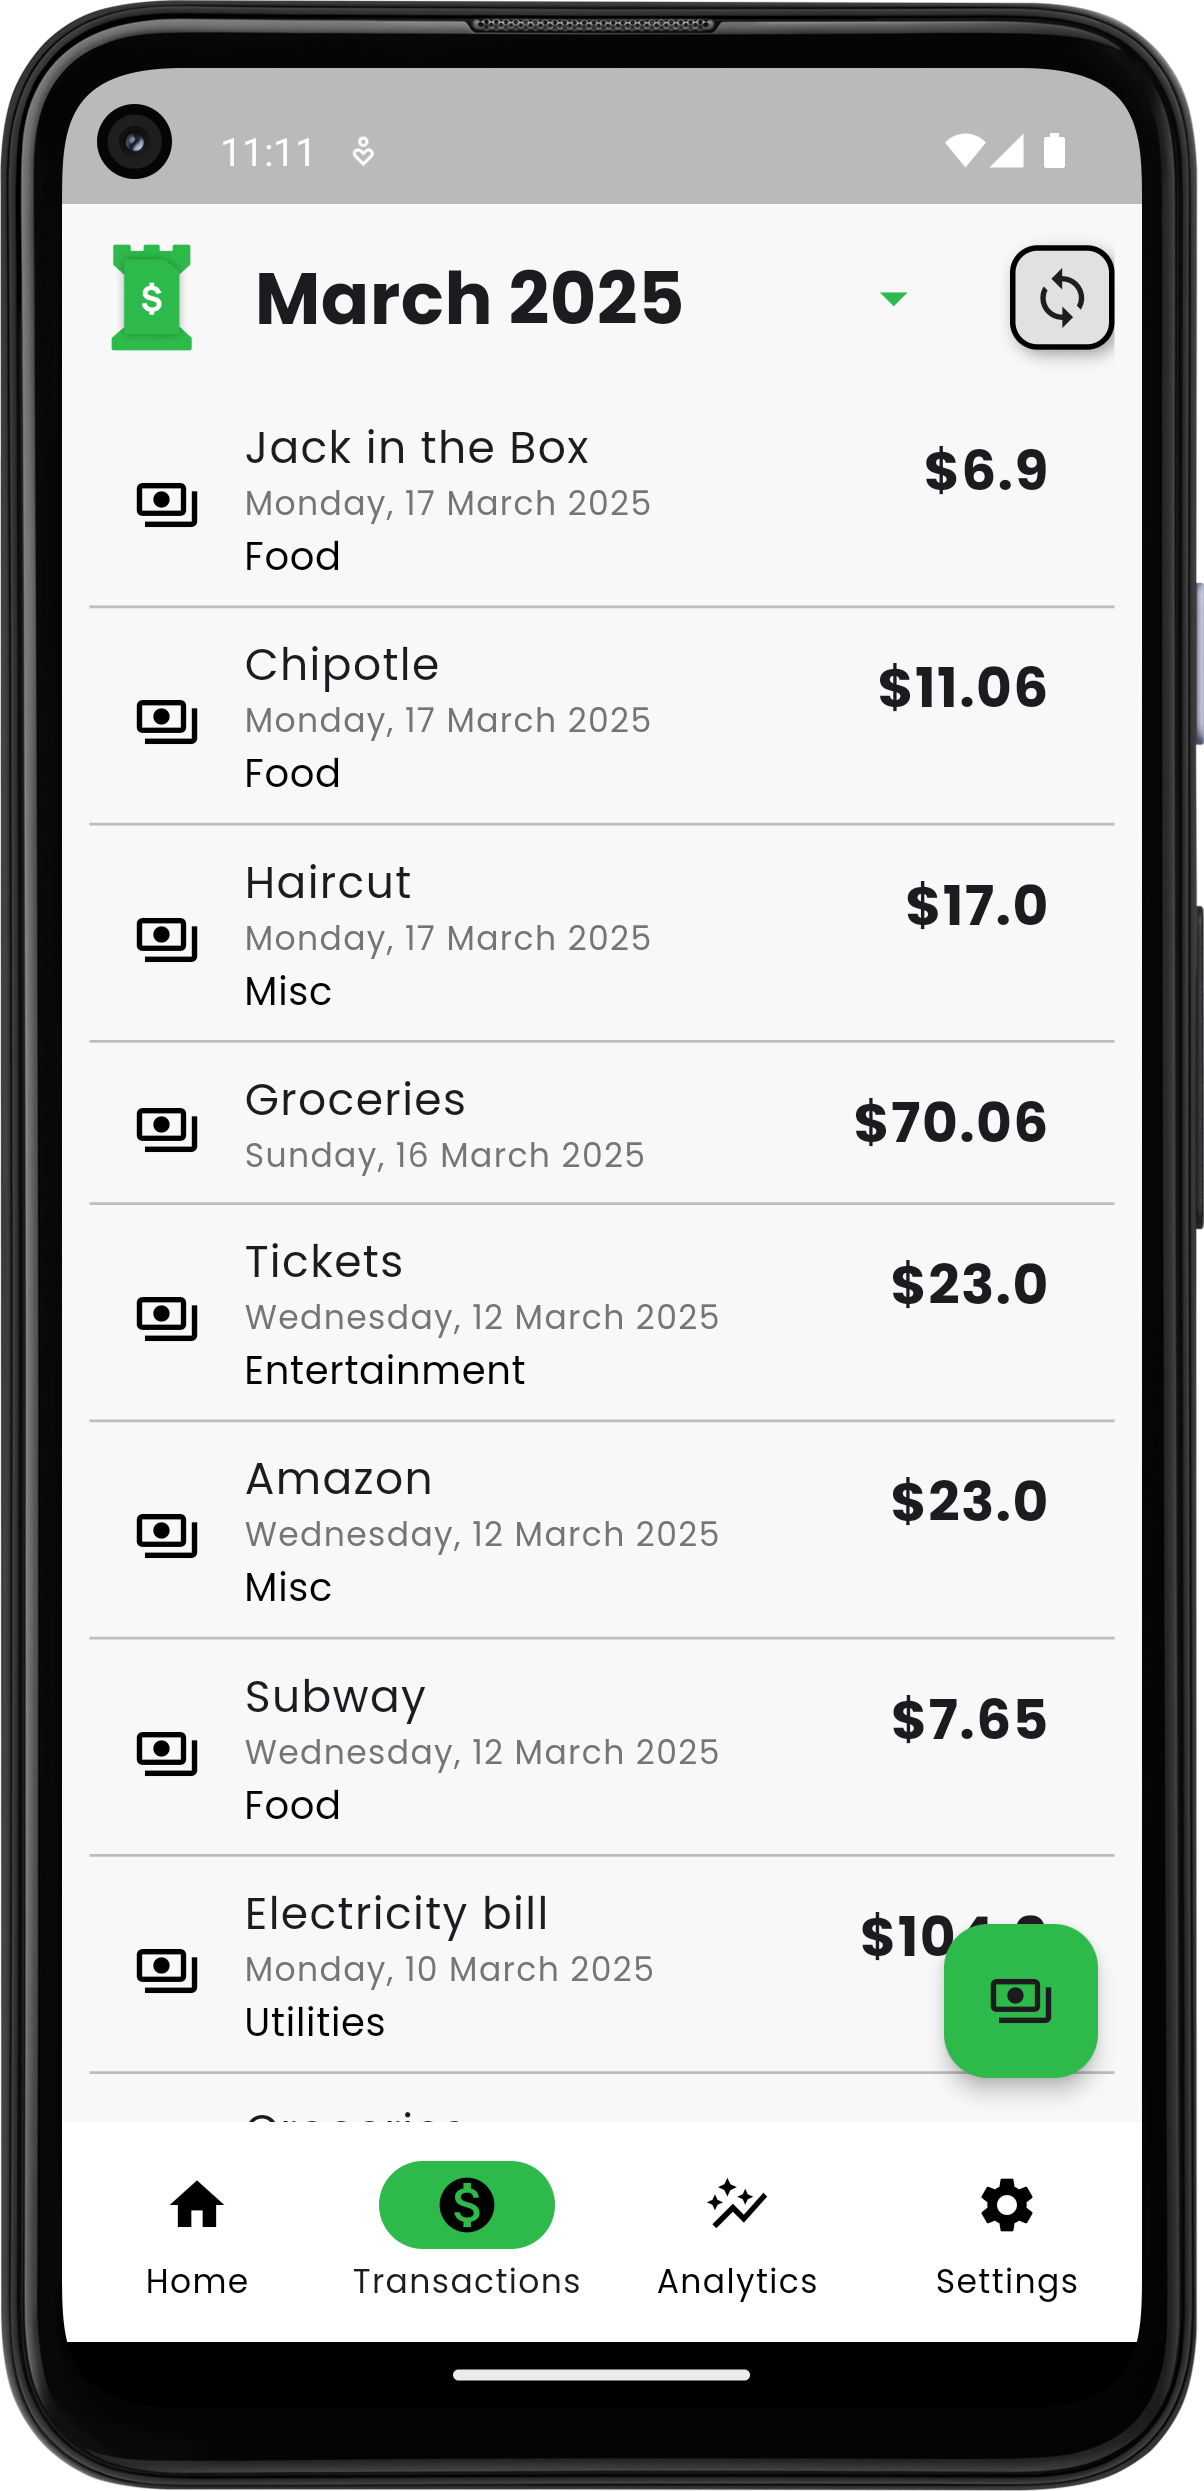 11:11
$
March 2025
Jack in the Box
$6.9
Monday, 17 March 2025
Food
Chipotle
$11.06
Monday, 17 March 2025
Food
Haircut
$17.0
Monday, 17 March 2025
Misc
Groceries
$70.06
Sunday, 16 March 2025
Tickets
$23.0
Wednesday, 12 March 2025
Entertainment
Amazon
$23.0
Wednesday, 12 March 2025
Misc
Subway
$7.65
Wednesday, 12 March 2025
Food
Electricity bill
Monday, 10 March 2025
Utilities
$
Home
Transactions
Analytics
Settings